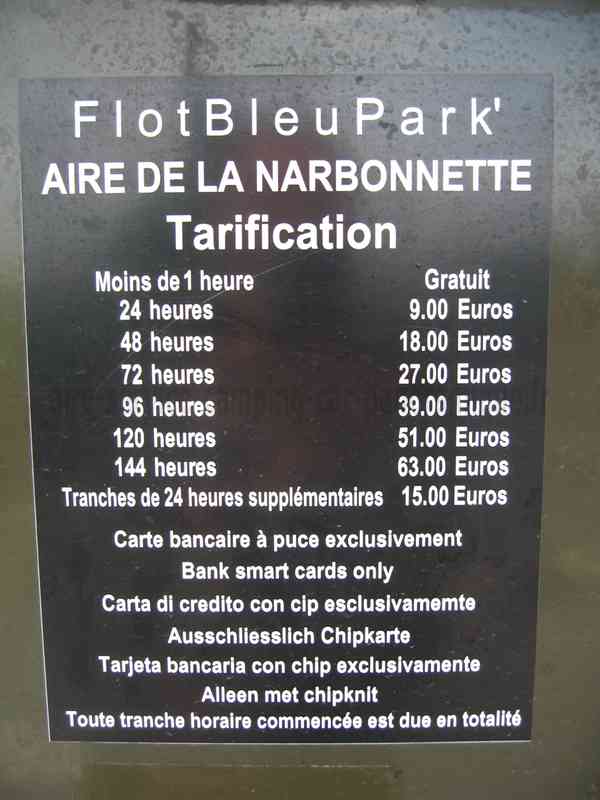 FlotBleuPark'
AIRE DE LA NARBONNETTE
Tarification
Moins de 1 heure Gratuit
24 heures 9.00 Euros
48 heures 18.00 Euros
72 heures 27.00 Euros
96 heures 39.00 Euros
120 heures 51.00 Euros
144 heures 63.00 Euros
Tranches de 24 heures supplémentaires 15.00 Euros
Carte bancaire à puce exclusivement
Bank smart cards only
Carta di credito con cip esclusivamemte
Ausschliesslich Chipkarte
Tarjeta bancaria con chip exclusivamente
Alleen met chipknit
Toute tranche horaire commencée est due en totalité